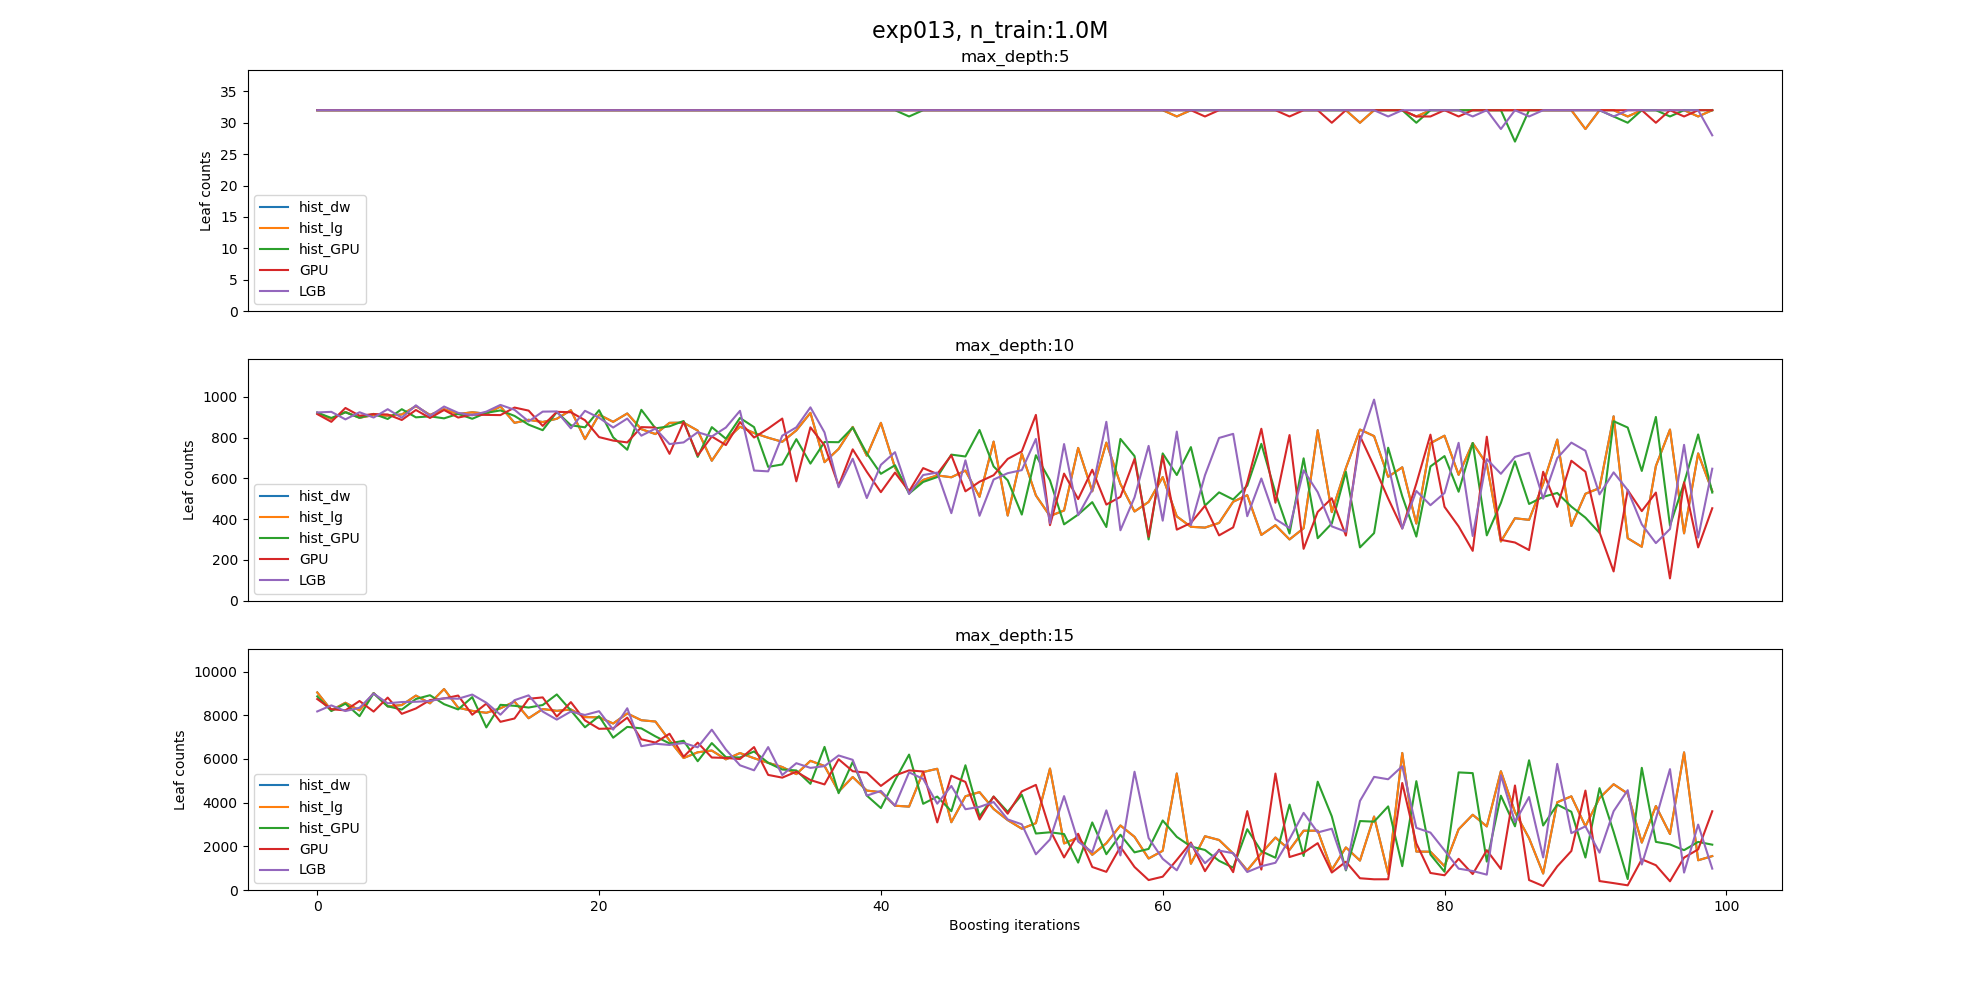 exp013, n_train:1.0M
max_depth:5
Leaf counts
35
30
25
20
15
10
5
0
hist_dw
hist_lg
hist_GPU
GPU
LGB
max_depth:10
Leaf counts
1000
800
600
400
200
0
hist_dw
hist_lg
hist_GPU
GPU
LGB
max_depth:15
Leaf counts
10000
8000
6000
4000
2000
0
hist_dw
hist_lg
hist_GPU
GPU
LGB
0 20 40 60 80 100
Boosting iterations